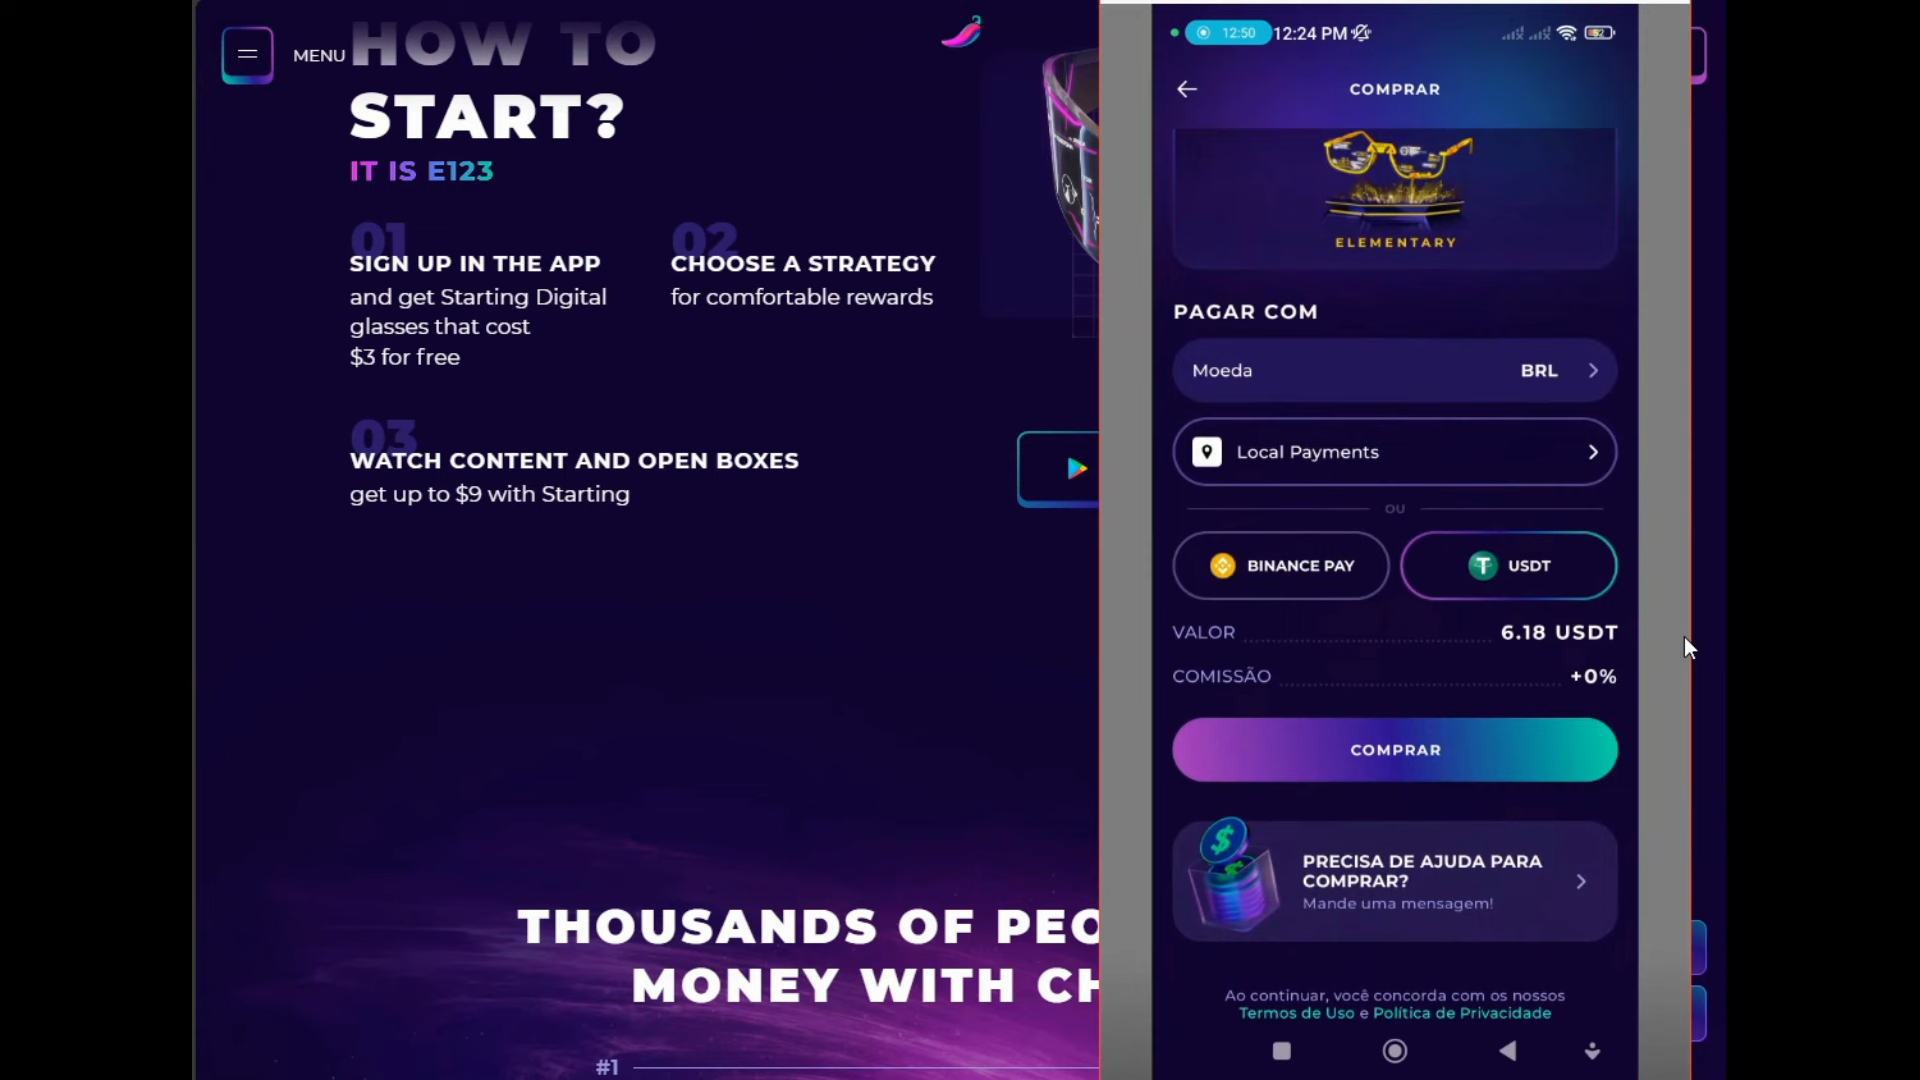 MENU
HOW TO
START?
IT IS E123
01
SIGN UP IN THE APP
and get Starting Digital
glasses that cost
$3 for free
02
CHOOSE A STRATEGY
for comfortable rewards
03
WATCH CONTENT AND OPEN BOXES
get up to $9 with Starting
THOUSANDS OF PEO
MONEY WITH CH
#1
12:50 12:24 PM
COMPRAR
ELEMENTARY
PAGAR COM
Moeda BRL
Local Payments
OU
BINANCE PAY USDT
VALOR 6.18 USDT
COMISSÃO +0%
COMPRAR
PRECISA DE AJUDA PARA
COMPRAR?
Mande uma mensagem!
Ao continuar, você concorda com os nossos
Termos de Uso e Política de Privacidade